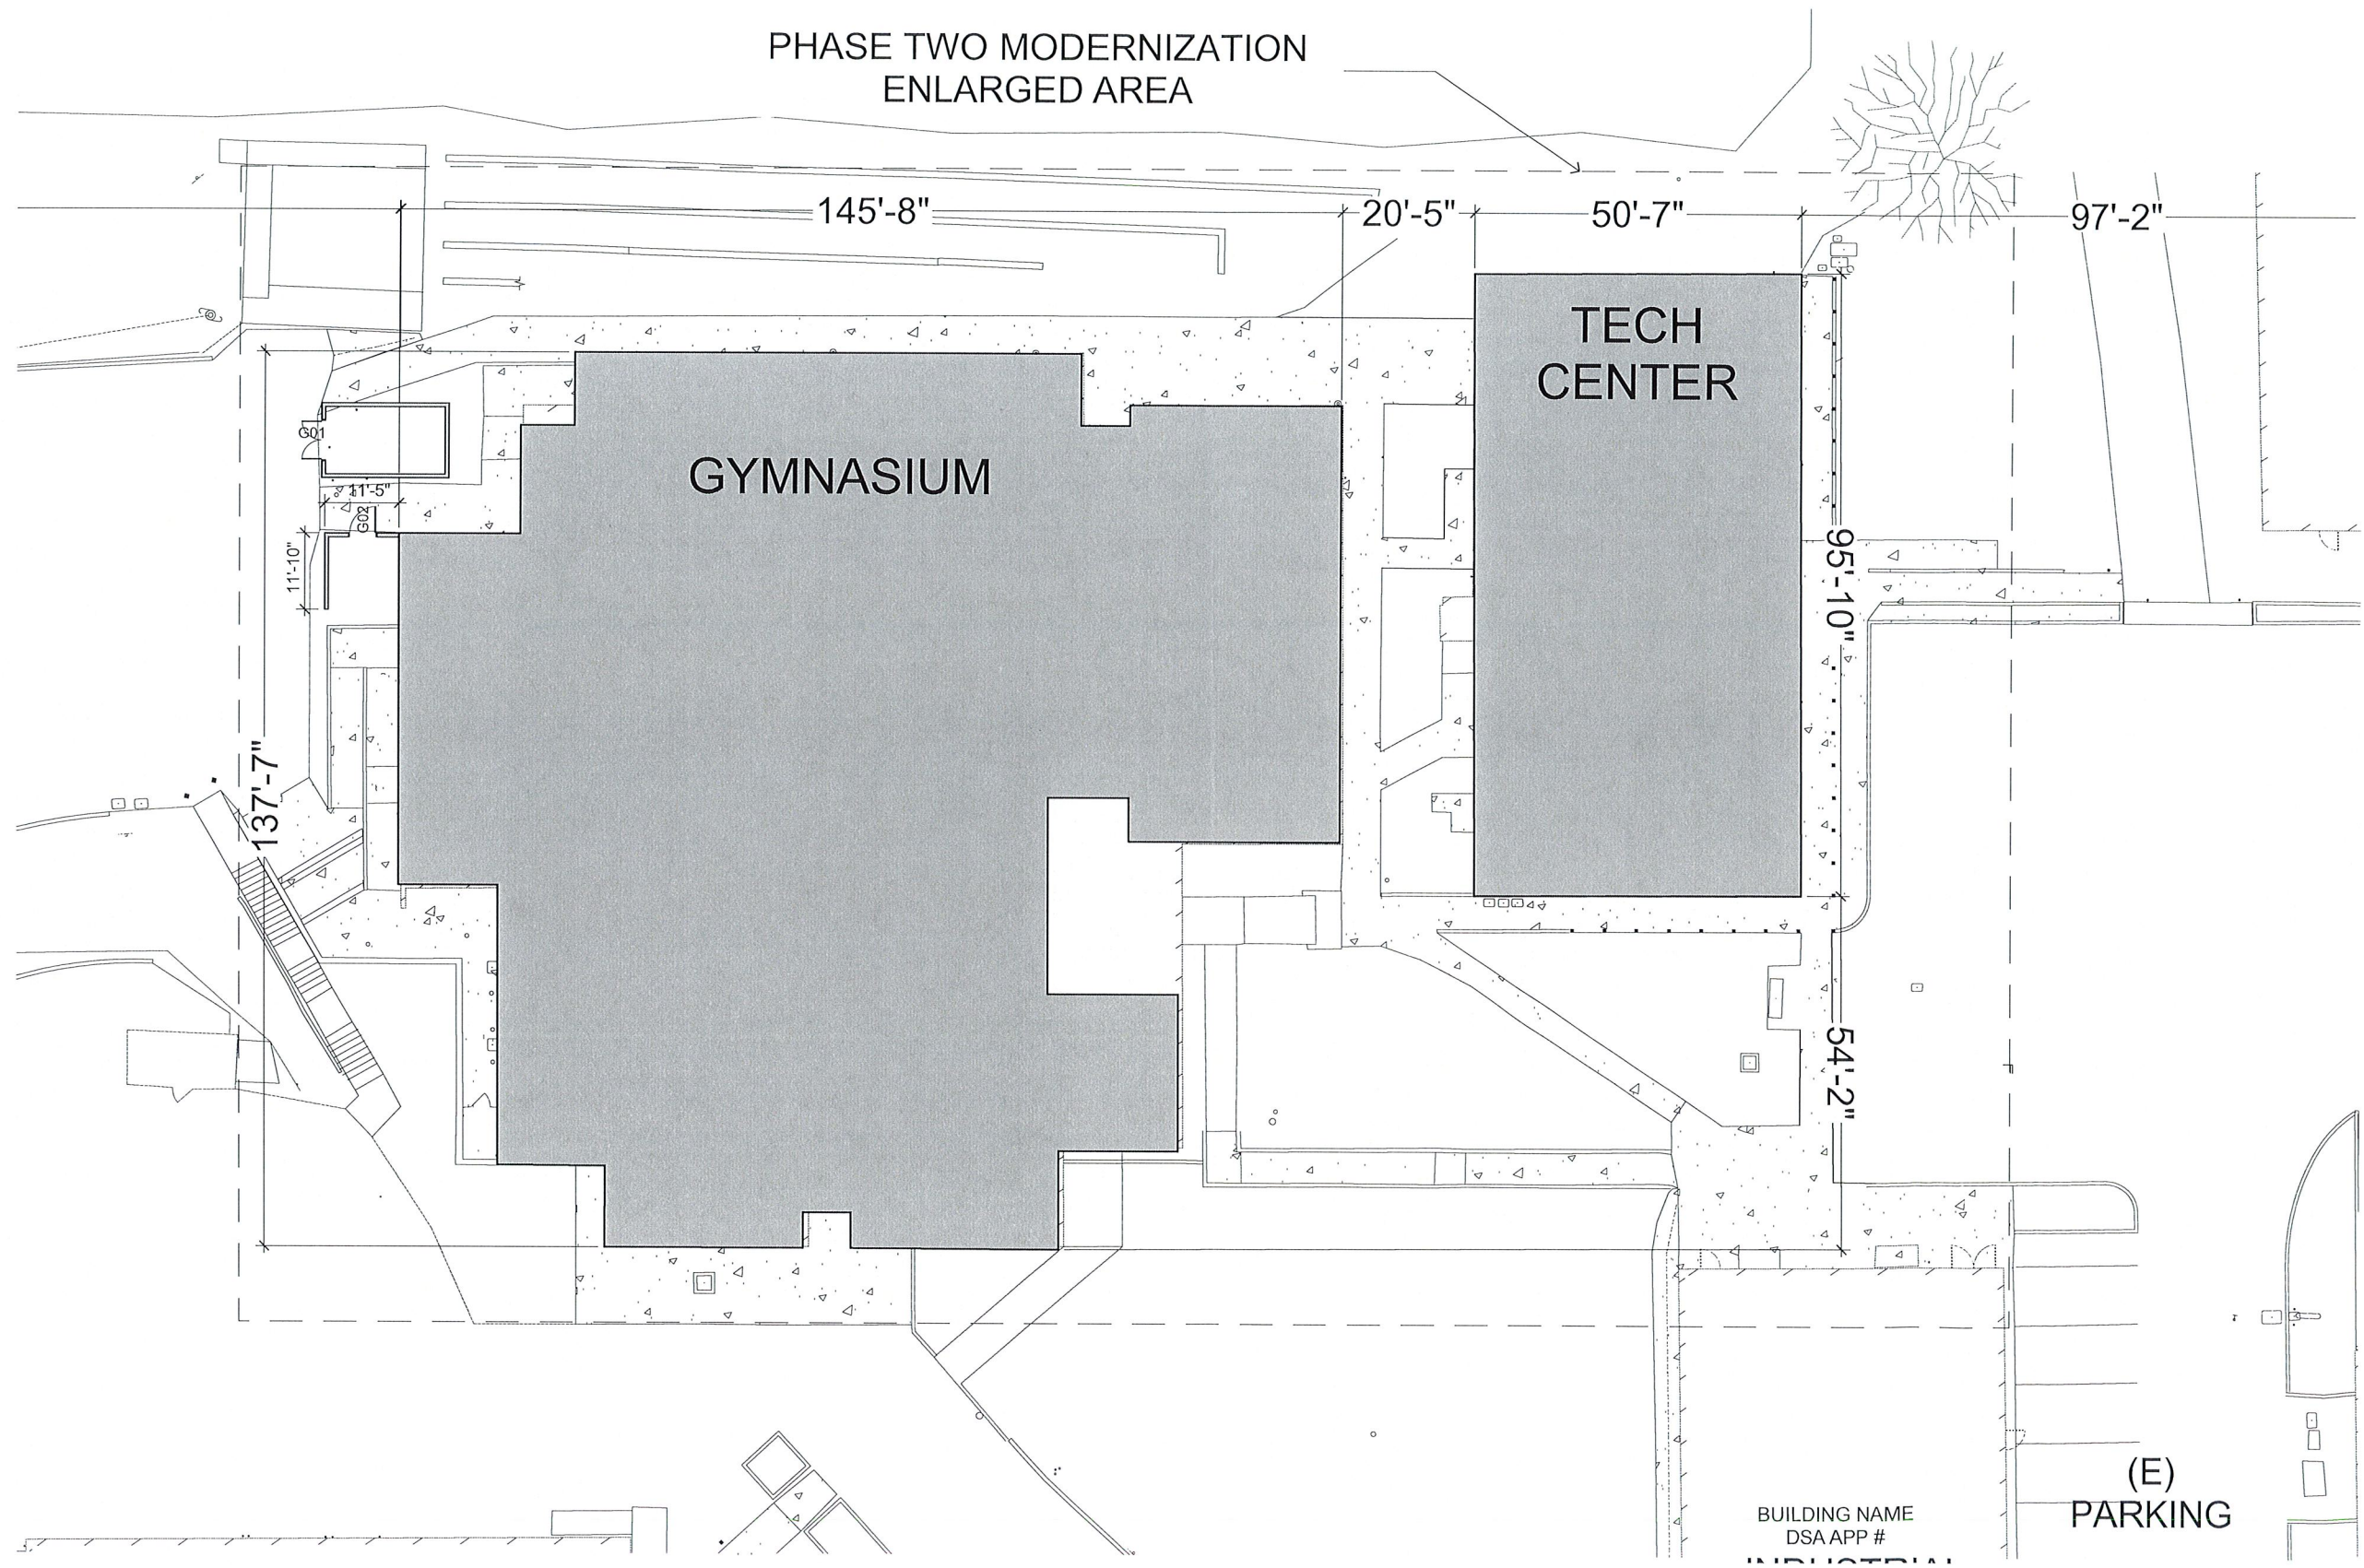 PHASE TWO MODERNIZATION
ENLARGED AREA
145'-8"
20'-5"
50'-7"
97'-2"
TECH
CENTER
G01
GYMNASIUM
11'-5"
G02
11'-10"
95'-10"
137'-7"
54'-2"
(E)
PARKING
BUILDING NAME
DSA APP #